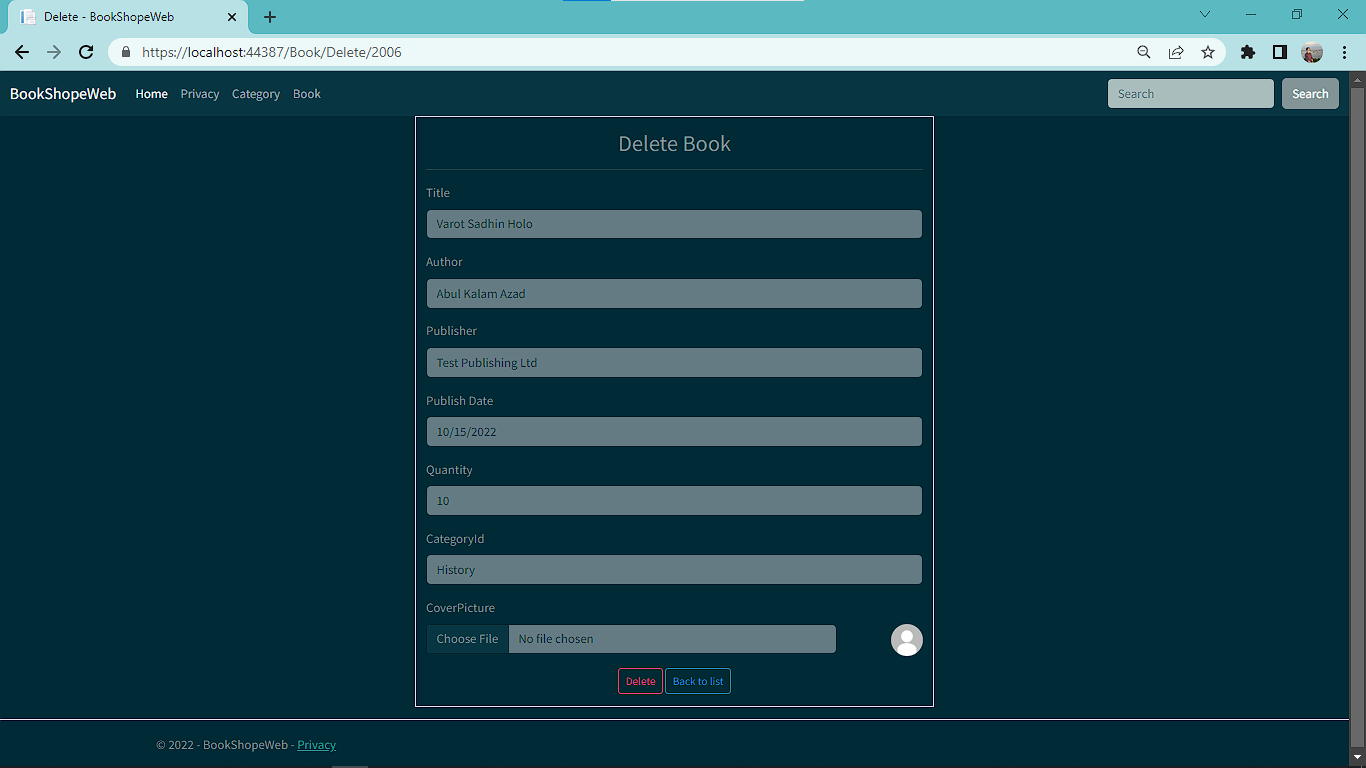 Delete - BookShopeWeb
https://localhost:44387/Book/Delete/2006
BookShopeWeb Home Privacy Category Book Search Search
Delete Book
Title
Varot Sadhin Holo
Author
Abul Kalam Azad
Publisher
Test Publishing Ltd
Publish Date
10/15/2022
Quantity
10
CategoryId
History
CoverPicture
Choose File No file chosen
Delete Back to list
© 2022 - BookShopeWeb - Privacy